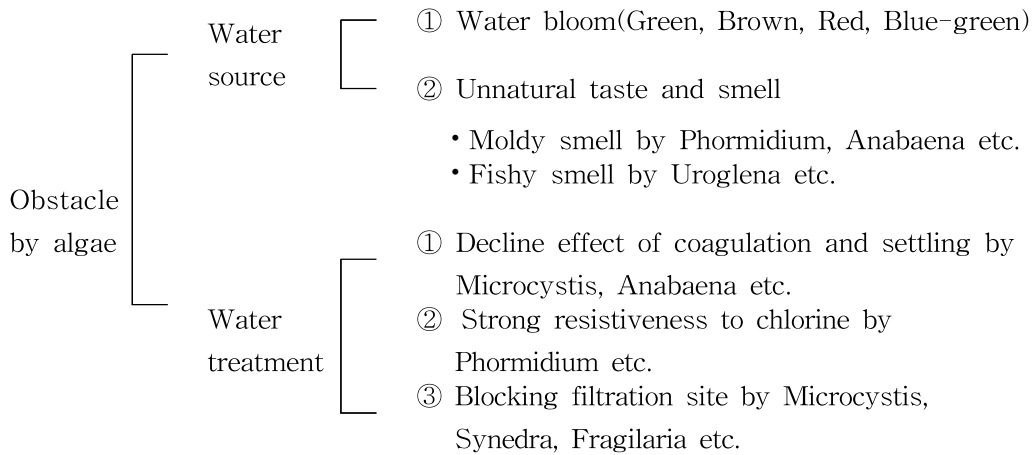 Obstacle
by algae
Water
source
① Water bloom(Green, Brown, Red, Blue-green)
② Unnatural taste and smell
• Moldy smell by Phormidium, Anabaena etc.
• Fishy smell by Uroglena etc.
Water
treatment
① Decline effect of coagulation and settling by
Microcystis, Anabaena etc.
② Strong resistiveness to chlorine by
Phormidium etc.
③ Blocking filtration site by Microcystis,
Synedra, Fragilaria etc.